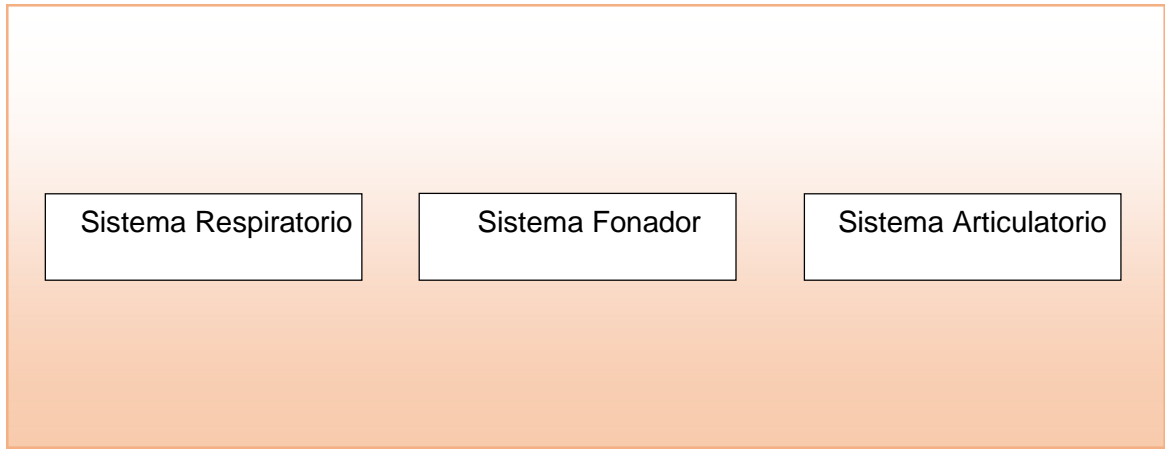 Sistema Respiratorio
Sistema Fonador
Sistema Articulatorio